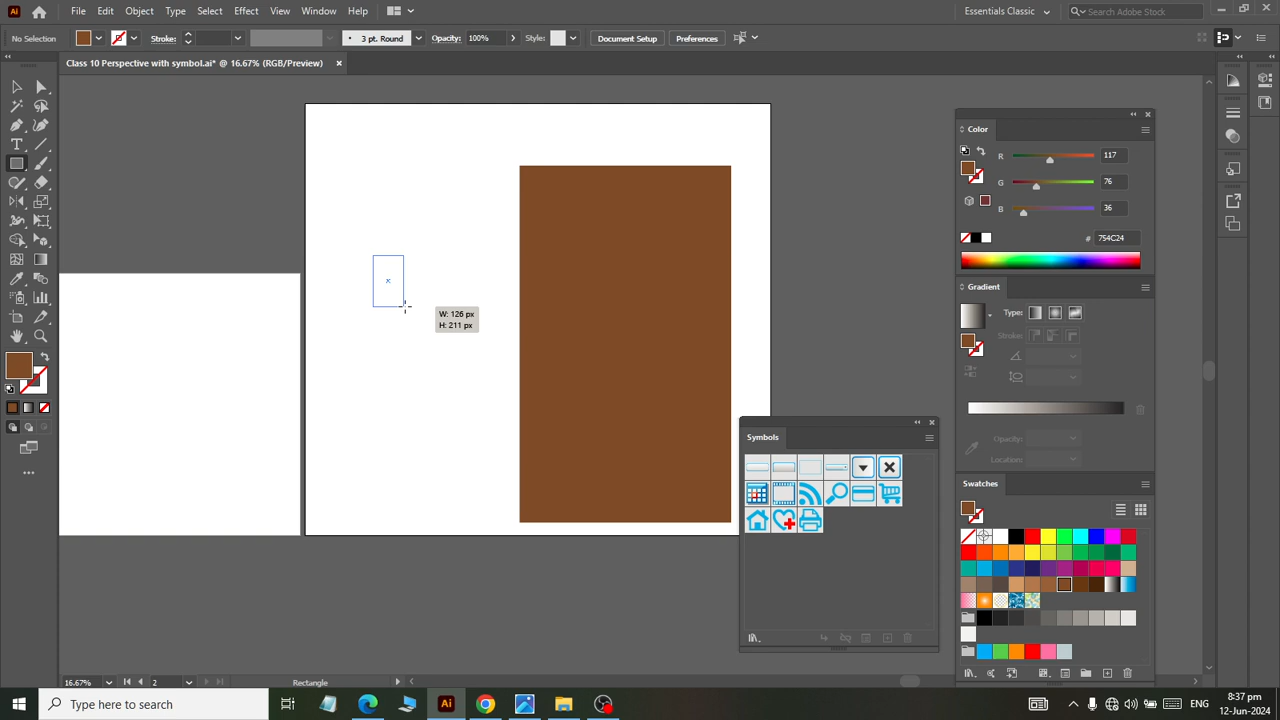 Ai File Edit Object Type Select Effect View Window Help Essentials Classic Search Adobe Stock
No Selection Stroke: 3 pt. Round Opacity: 100% Style: Document Setup Preferences
Class 10 Perspective with symbol.ai* @ 16.67% (RGB/Preview)
Color
R 117
G 76
B 36
# 754C24
Gradient
Type:
Stroke:
W: 126 px
H: 211 px
Opacity:
Location:
Symbols
Swatches
16.67% 2 Rectangle
Type here to search
Ai
8:37 pm
12-Jun-2024